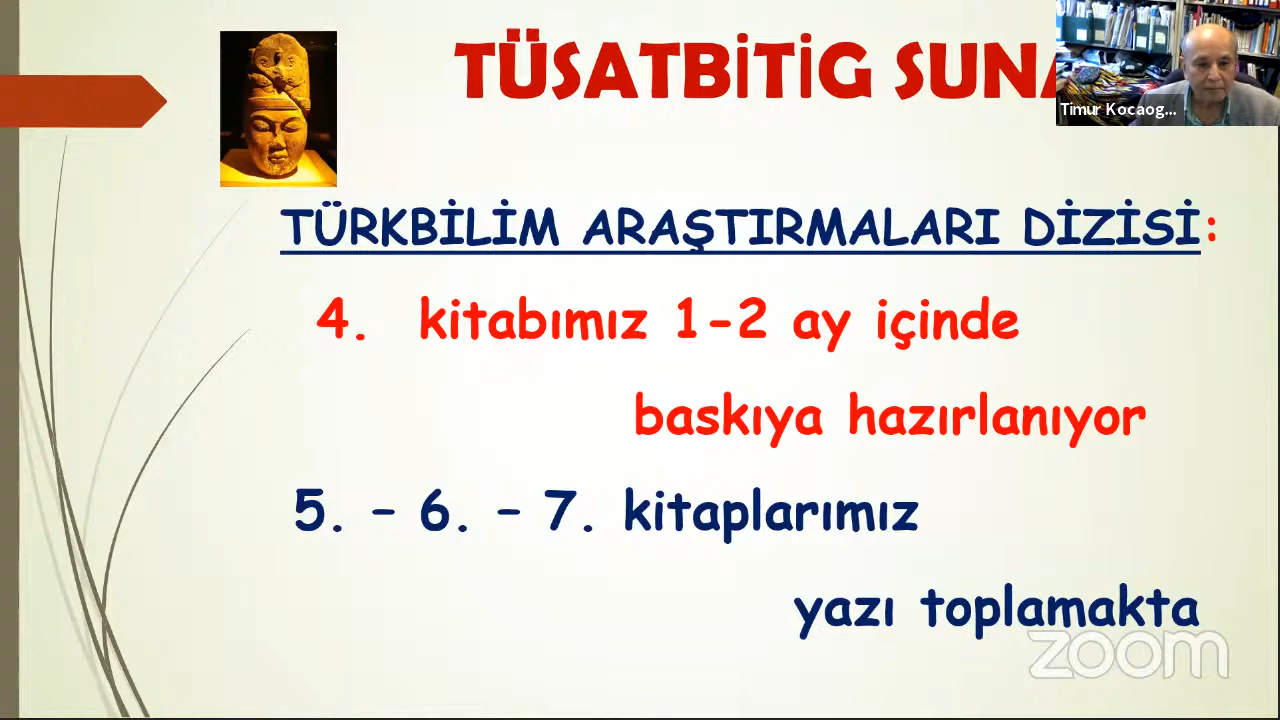 TÜSATBİTİG SUNA
Timur Kocaog...
TÜRKBİLİM ARAŞTIRMALARI DİZİSİ:
4. kitabımız 1-2 ay içinde
baskıya hazırlanıyor
5. – 6. – 7. kitaplarımız
yazı toplamakta
zoom